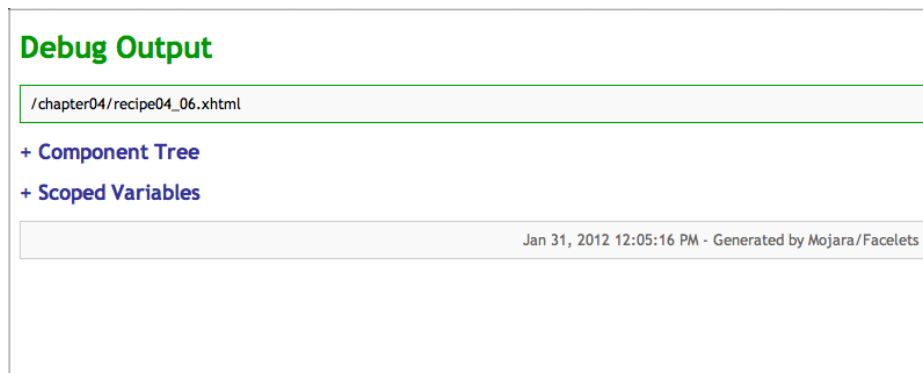 Debug Output
/chapter04/recipe04_06.xhtml
+ Component Tree
+ Scoped Variables
Jan 31, 2012 12:05:16 PM - Generated by Mojara/Facelets